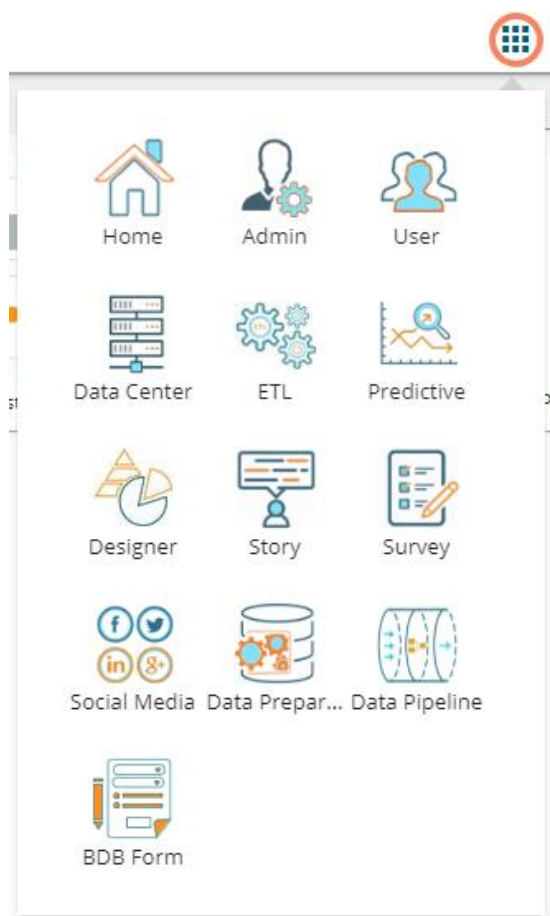 Home Admin User
Data Center ETL Predictive
Designer Story Survey
Social Media Data Prepar... Data Pipeline
BDB Form